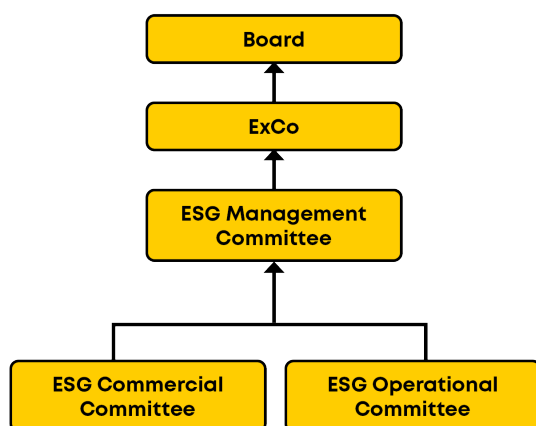 Board
ExCo
ESG Management
Committee
ESG Commercial
Committee
ESG Operational
Committee